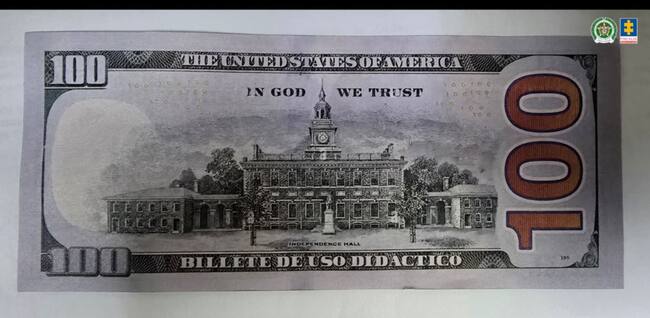 100
THE UNITED STATES OF AMERICA
IN GOD WE TRUST
100
INDEPENDENCE HALL
100
BILLETE DE USO DIDACTICO